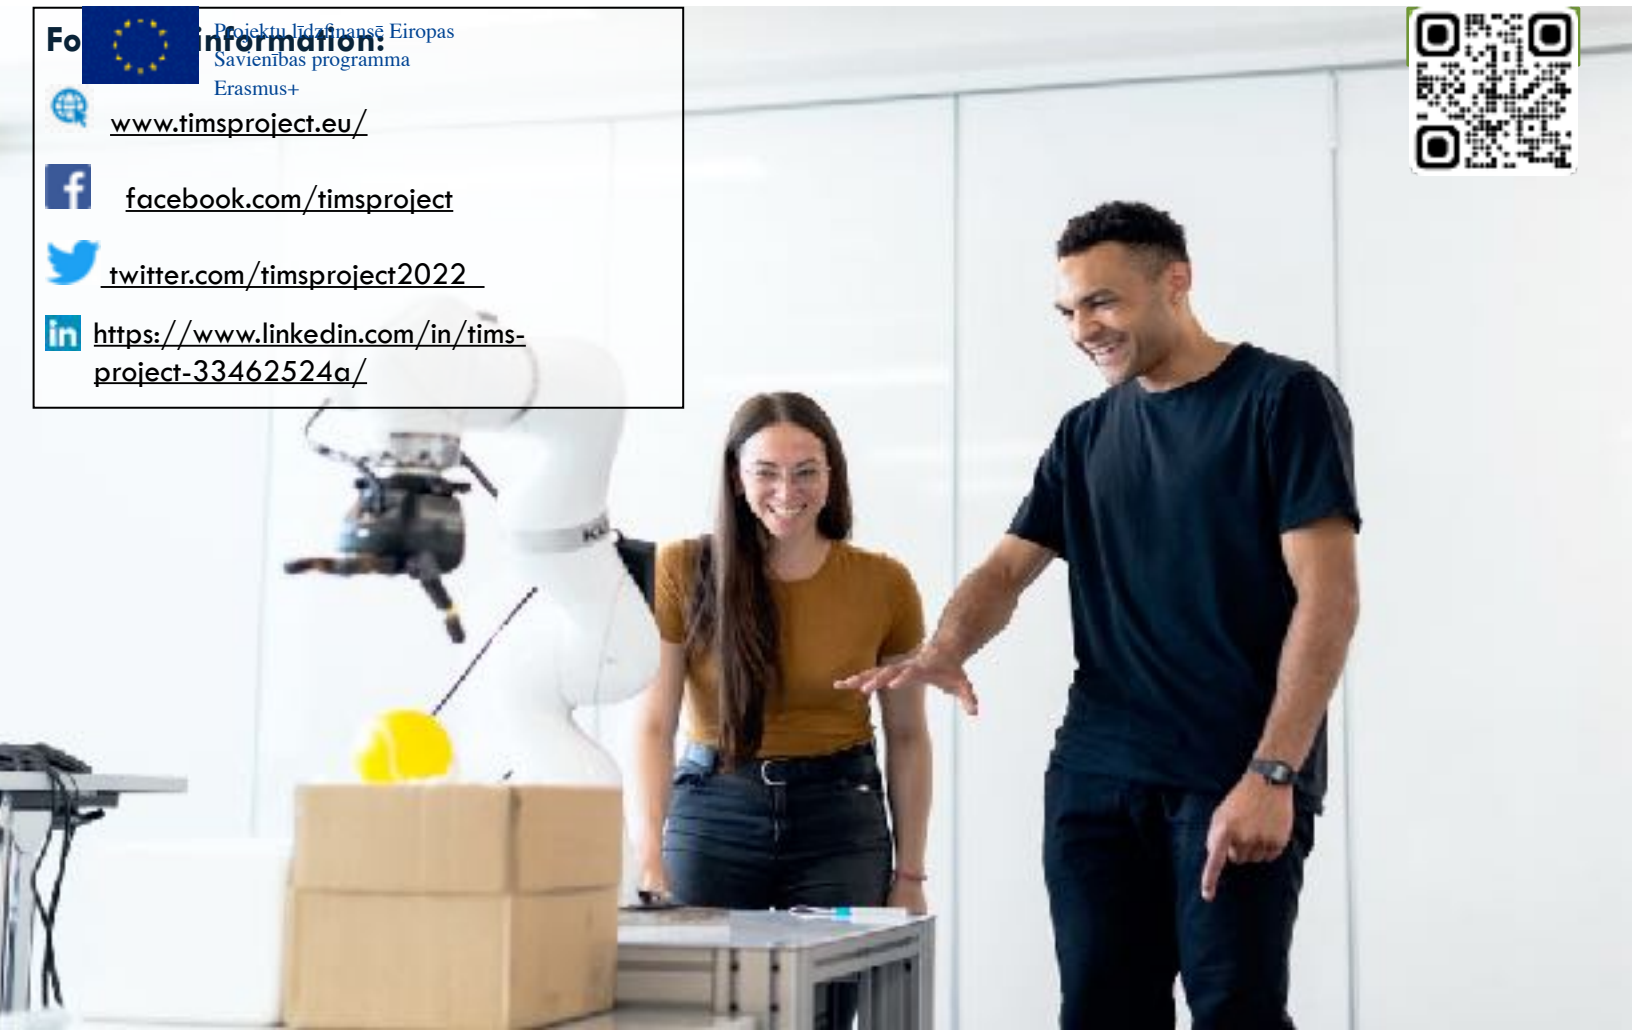 Fo information:
Projektu līdzfinansē Eiropas
Savienības programma
Erasmus+
www.timsproject.eu/
facebook.com/timsproject
twitter.com/timsproject2022
in https://www.linkedin.com/in/tims-
project-33462524a/